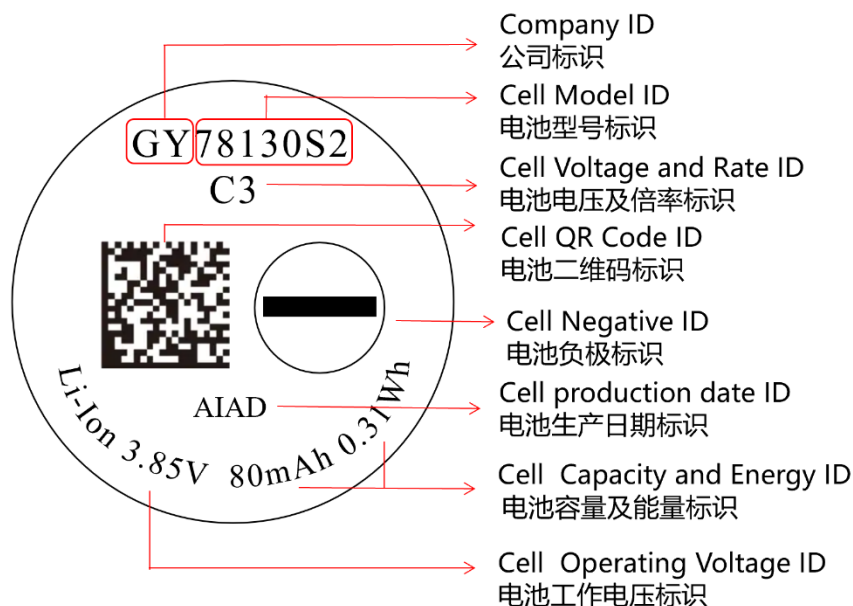 Company ID
公司标识
Cell Model ID
电池型号标识
GY78130S2
C3
Cell Voltage and Rate ID
电池电压及倍率标识
Cell QR Code ID
电池二维码标识
Cell Negative ID
电池负极标识
AIAD
Cell production date ID
电池生产日期标识
Li-Ion 3.85V 80mAh 0.31Wh
Cell Capacity and Energy ID
电池容量及能量标识
Cell Operating Voltage ID
电池工作电压标识